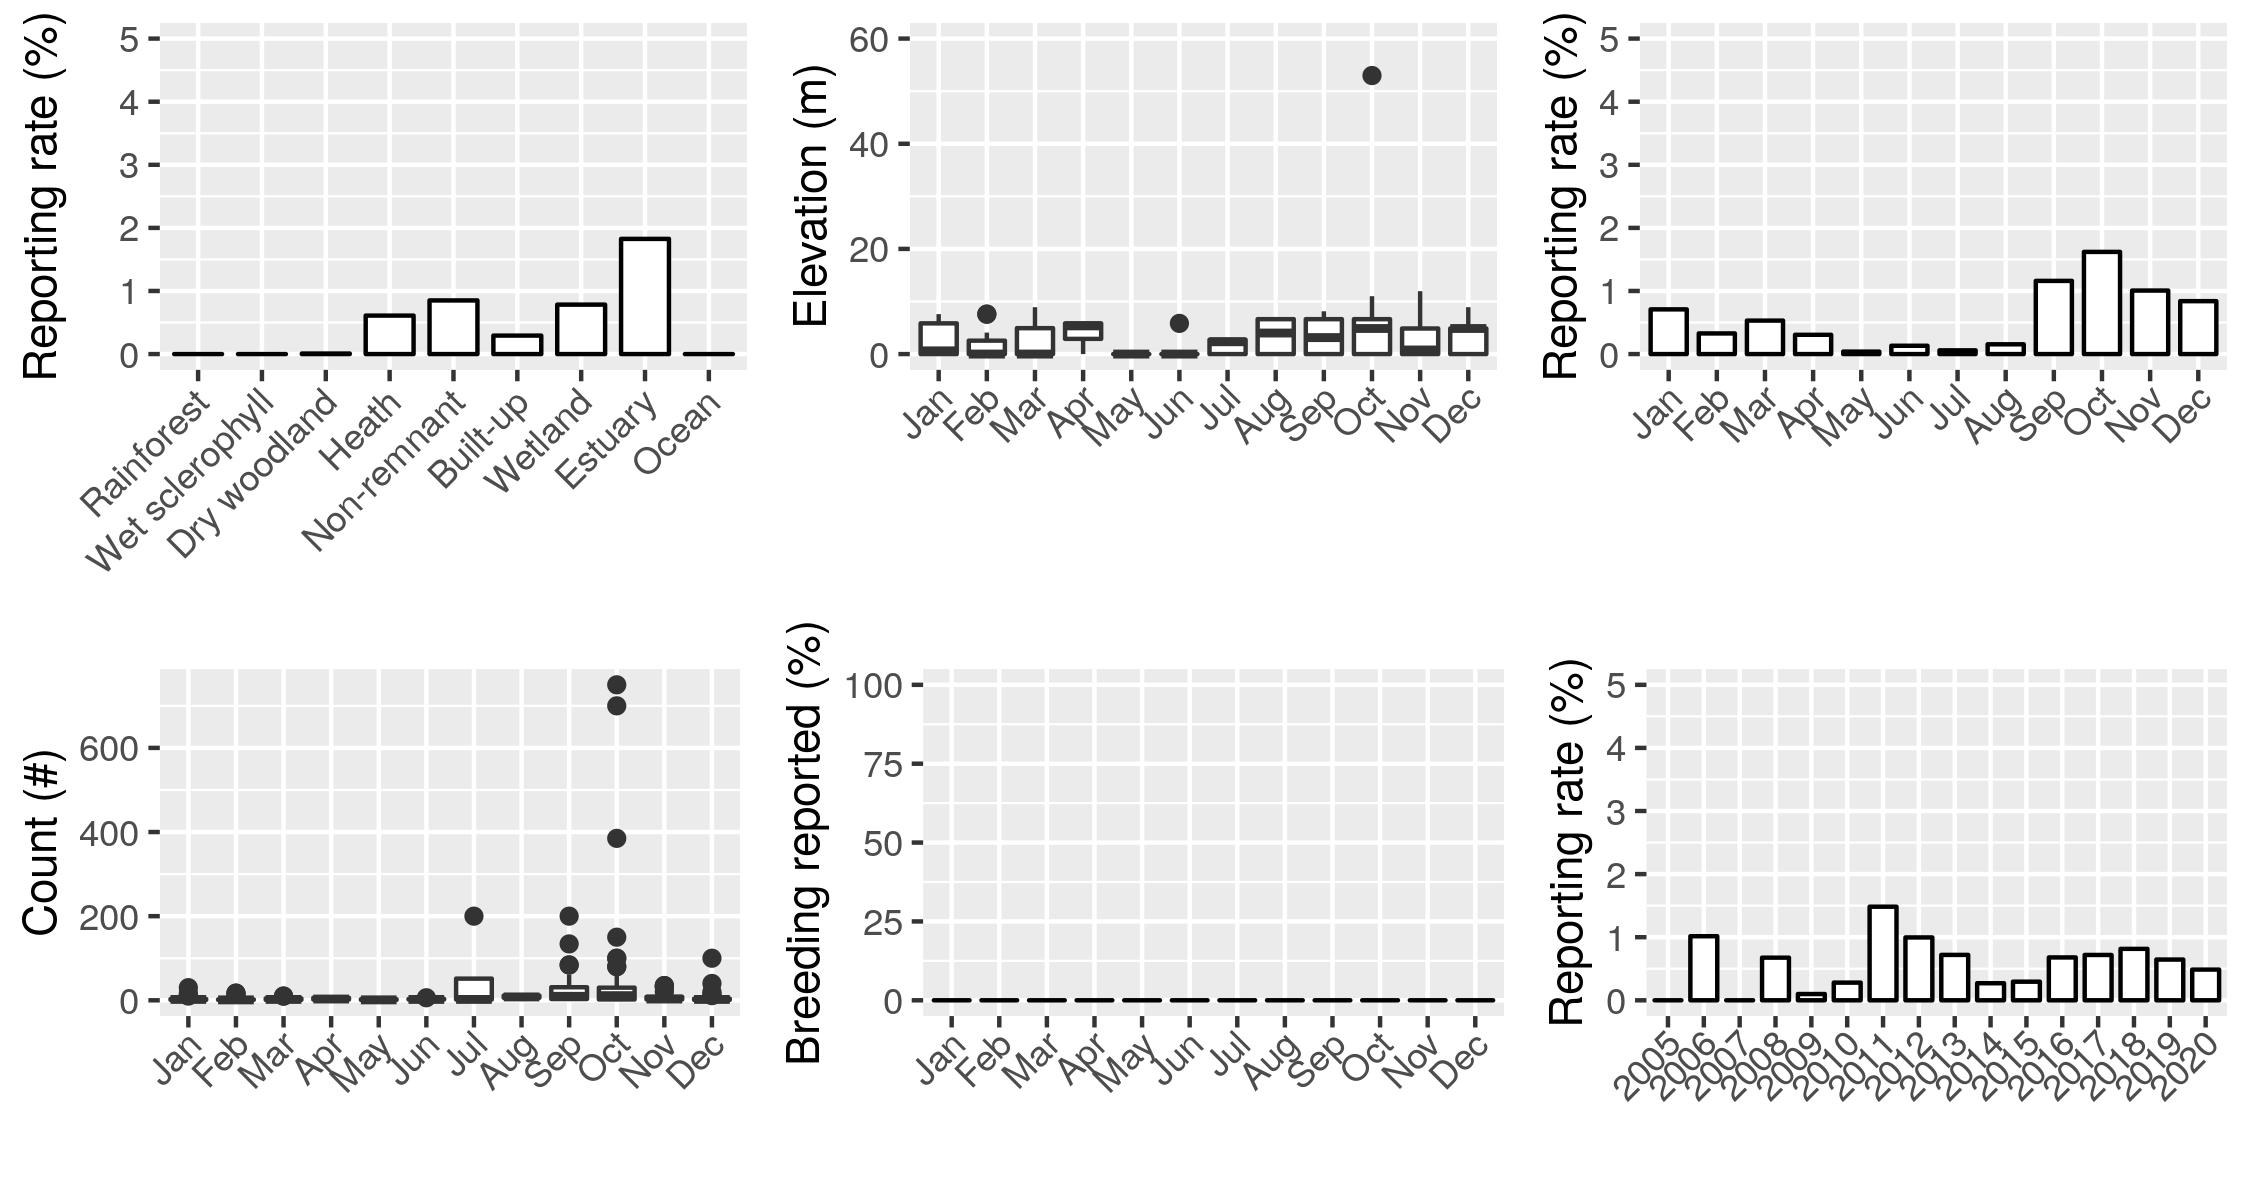 Reporting rate (%)
5
4
3
2
1
0
Rainforest
Wet sclerophyll
Dry woodland
Heath
Non-remnant
Built-up
Wetland
Estuary
Ocean
Elevation (m)
60
40
20
0
Jan
Feb
Mar
Apr
May
Jun
Jul
Aug
Sep
Oct
Nov
Dec
Reporting rate (%)
5
4
3
2
1
0
Jan
Feb
Mar
Apr
May
Jun
Jul
Aug
Sep
Oct
Nov
Dec
Count (#)
600
400
200
0
Jan
Feb
Mar
Apr
May
Jun
Jul
Aug
Sep
Oct
Nov
Dec
Breeding reported (%)
100
75
50
25
0
Jan
Feb
Mar
Apr
May
Jun
Jul
Aug
Sep
Oct
Nov
Dec
Reporting rate (%)
5
4
3
2
1
0
2005
2006
2007
2008
2009
2010
2011
2012
2013
2014
2015
2016
2017
2018
2019
2020